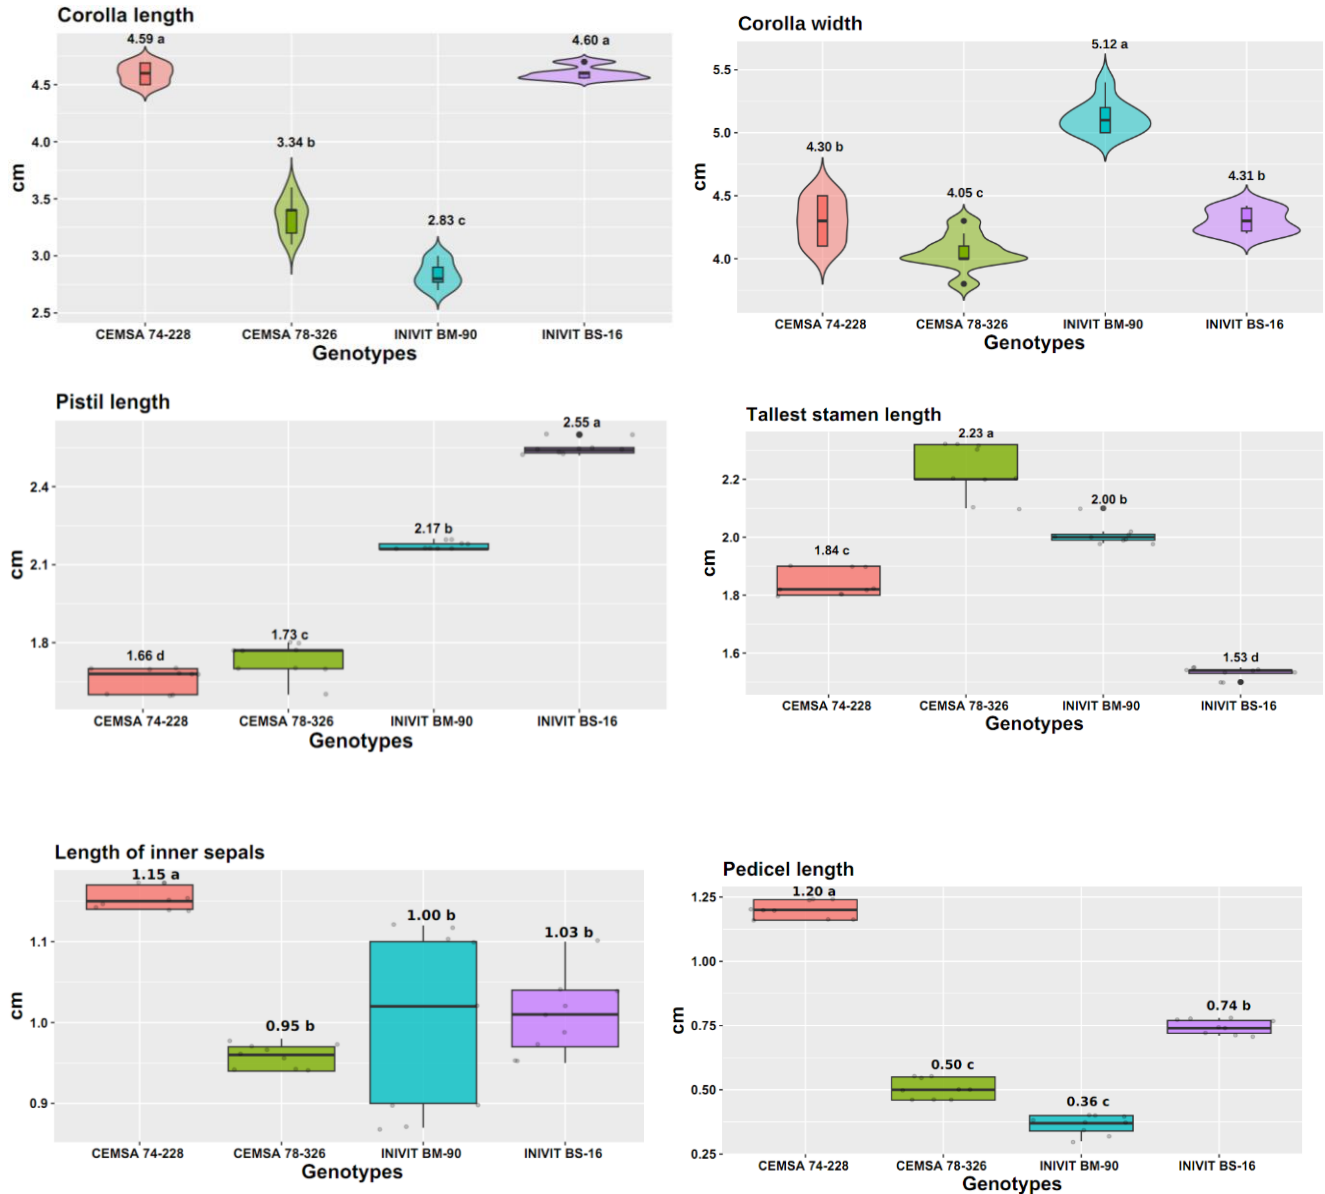 Corolla length
4.59 a
4.60 a
4.5
4.0
3.34 b
3.5
2.83 c
3.0
2.5
cm
CEMSA 74-228 CEMSA 78-326 INIVIT BM-90 INIVIT BS-16
Genotypes
Corolla width
5.12 a
5.5
5.0
4.30 b
4.5
4.05 c
4.31 b
4.0
cm
CEMSA 74-228 CEMSA 78-326 INIVIT BM-90 INIVIT BS-16
Genotypes
Pistil length
2.55 a
2.4
2.17 b
2.1
1.8
1.73 c
1.66 d
cm
CEMSA 74-228 CEMSA 78-326 INIVIT BM-90 INIVIT BS-16
Genotypes
Tallest stamen length
2.23 a
2.2
2.00 b
2.0
1.84 c
1.8
1.6
1.53 d
cm
CEMSA 74-228 CEMSA 78-326 INIVIT BM-90 INIVIT BS-16
Genotypes
Length of inner sepals
1.15 a
1.1
1.00 b
1.03 b
1.0
0.95 b
0.9
cm
CEMSA 74-228 CEMSA 78-326 INIVIT BM-90 INIVIT BS-16
Genotypes
Pedicel length
1.25
1.20 a
1.00
0.75
0.74 b
0.50
0.50 c
0.36 c
0.25
cm
CEMSA 74-228 CEMSA 78-326 INIVIT BM-90 INIVIT BS-16
Genotypes